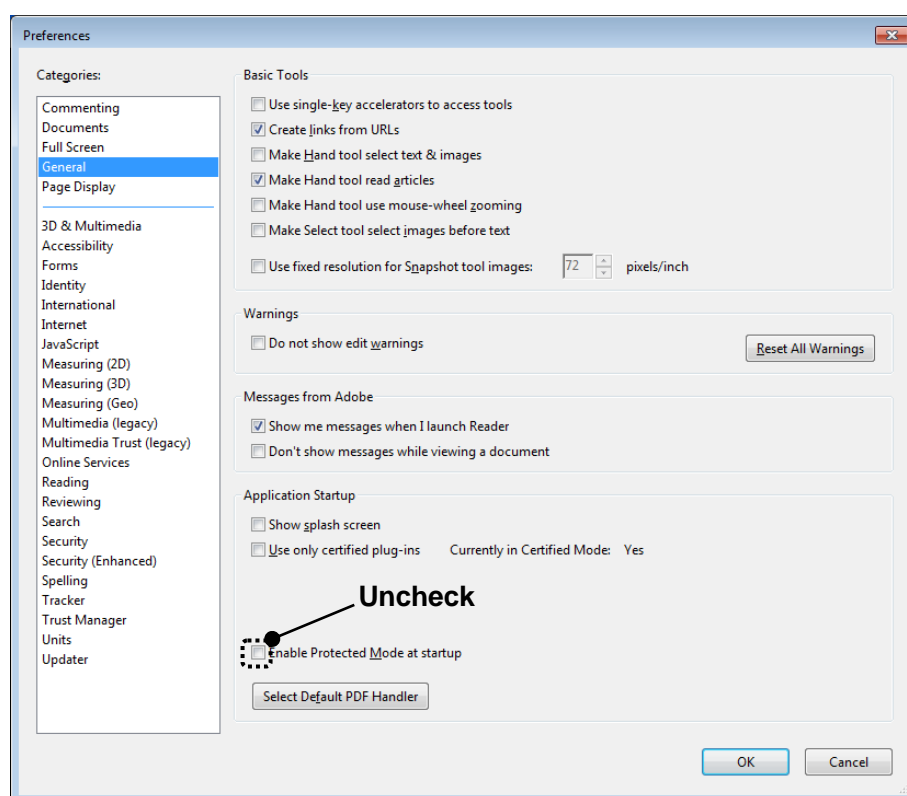 Preferences
Categories:
Commenting
Documents
Full Screen
General
Page Display
3D & Multimedia
Accessibility
Forms
Identity
International
Internet
JavaScript
Measuring (2D)
Measuring (3D)
Measuring (Geo)
Multimedia (legacy)
Multimedia Trust (legacy)
Online Services
Reading
Reviewing
Search
Security
Security (Enhanced)
Spelling
Tracker
Trust Manager
Units
Updater
Basic Tools
Use single-key accelerators to access tools
Create links from URLs
Make Hand tool select text & images
Make Hand tool read articles
Make Hand tool use mouse-wheel zooming
Make Select tool select images before text
Use fixed resolution for Snapshot tool images: 72 pixels/inch
Warnings
Do not show edit warnings
Reset All Warnings
Messages from Adobe
Show me messages when I launch Reader
Don't show messages while viewing a document
Application Startup
Show splash screen
Use only certified plug-ins Currently in Certified Mode: Yes
Uncheck
Enable Protected Mode at startup
Select Default PDF Handler
OK Cancel